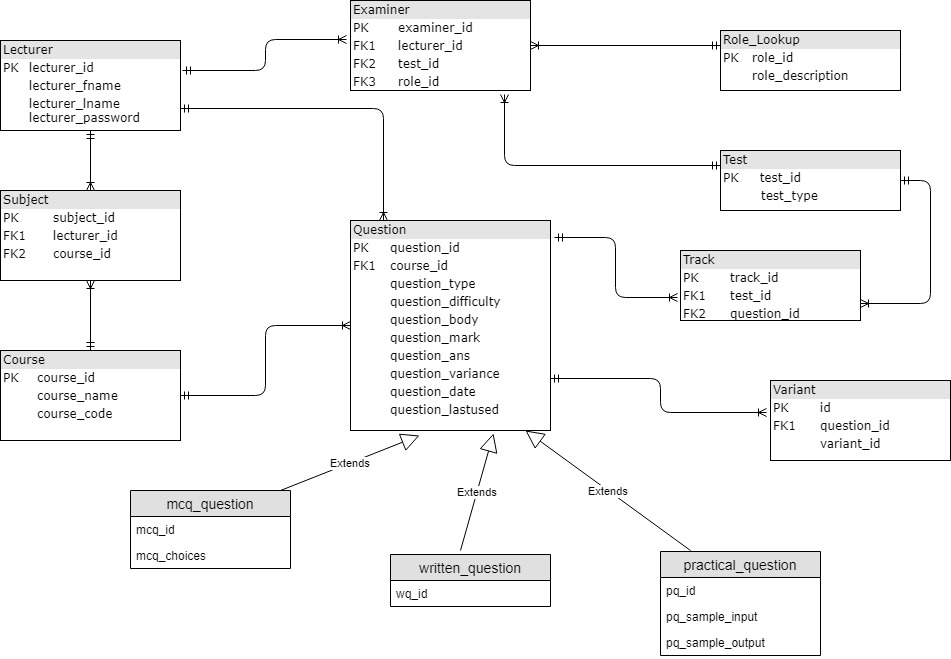 Examiner
PK examiner_id
FK1 lecturer_id
FK2 test_id
FK3 role_id
Role_Lookup
PK role_id
role_description
Lecturer
PK lecturer_id
lecturer_fname
lecturer_lname
lecturer_password
Test
PK test_id
test_type
Subject
PK subject_id
FK1 lecturer_id
FK2 course_id
Question
PK question_id
FK1 course_id
question_type
question_difficulty
question_body
question_mark
question_ans
question_variance
question_date
question_lastused
Track
PK track_id
FK1 test_id
FK2 question_id
Course
PK course_id
course_name
course_code
Variant
PK id
FK1 question_id
variant_id
Extends
Extends
Extends
mcq_question
mcq_id
mcq_choices
written_question
wq_id
practical_question
pq_id
pq_sample_input
pq_sample_output